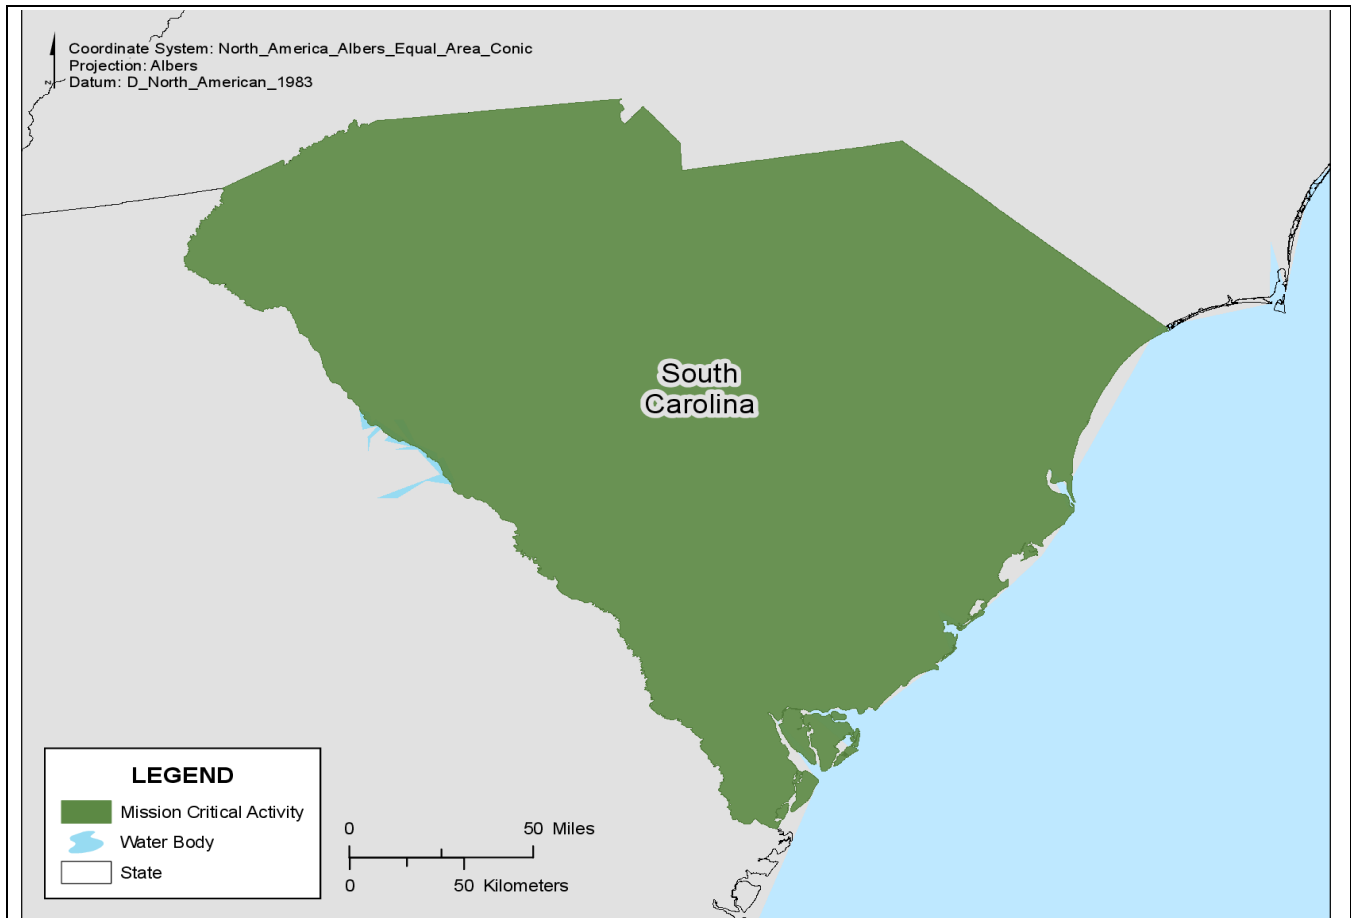 Coordinate System: North_America_Albers_Equal_Area_Conic
Projection: Albers
Datum: D_North_American_1983
z
South
Carolina
LEGEND
Mission Critical Activity
Water Body
State
0 50 Miles
0 50 Kilometers